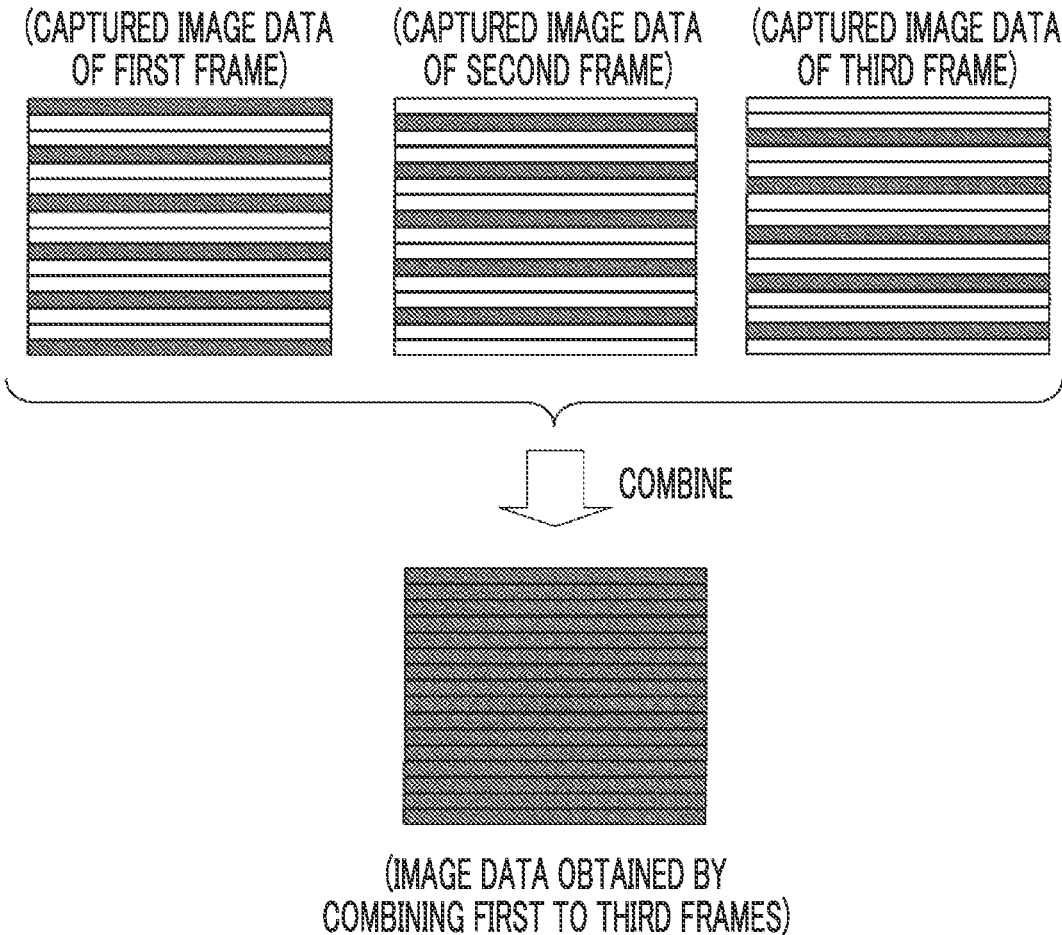 (CAPTURED IMAGE DATA
OF FIRST FRAME)
(CAPTURED IMAGE DATA
OF SECOND FRAME)
(CAPTURED IMAGE DATA
OF THIRD FRAME)
COMBINE
(IMAGE DATA OBTAINED BY
COMBINING FIRST TO THIRD FRAMES)